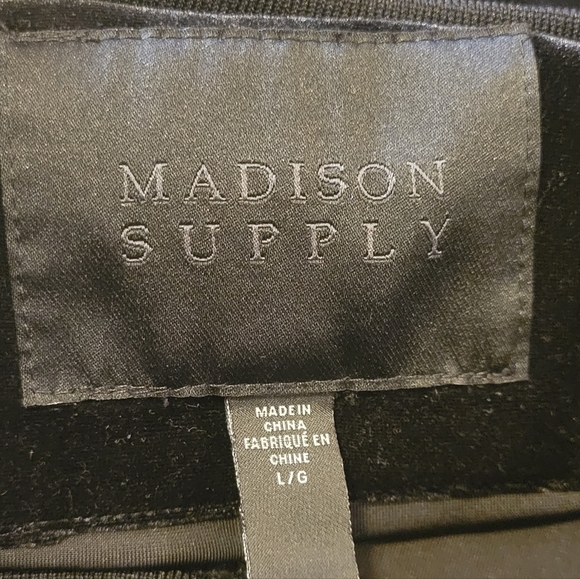 MADISON
SUPPLY
MADE IN
CHINA
FABRIQUÉ EN
CHINE
L/G